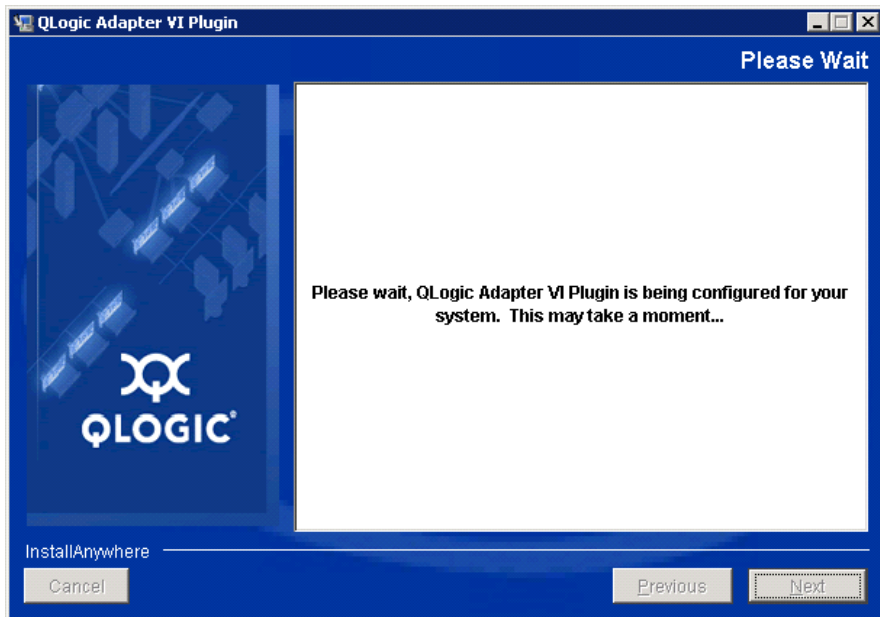 QLogic Adapter VI Plugin
Please Wait
Please wait, QLogic Adapter VI Plugin is being configured for your
system.  This may take a moment...
QLOGIC®
InstallAnywhere
Cancel
Previous
Next